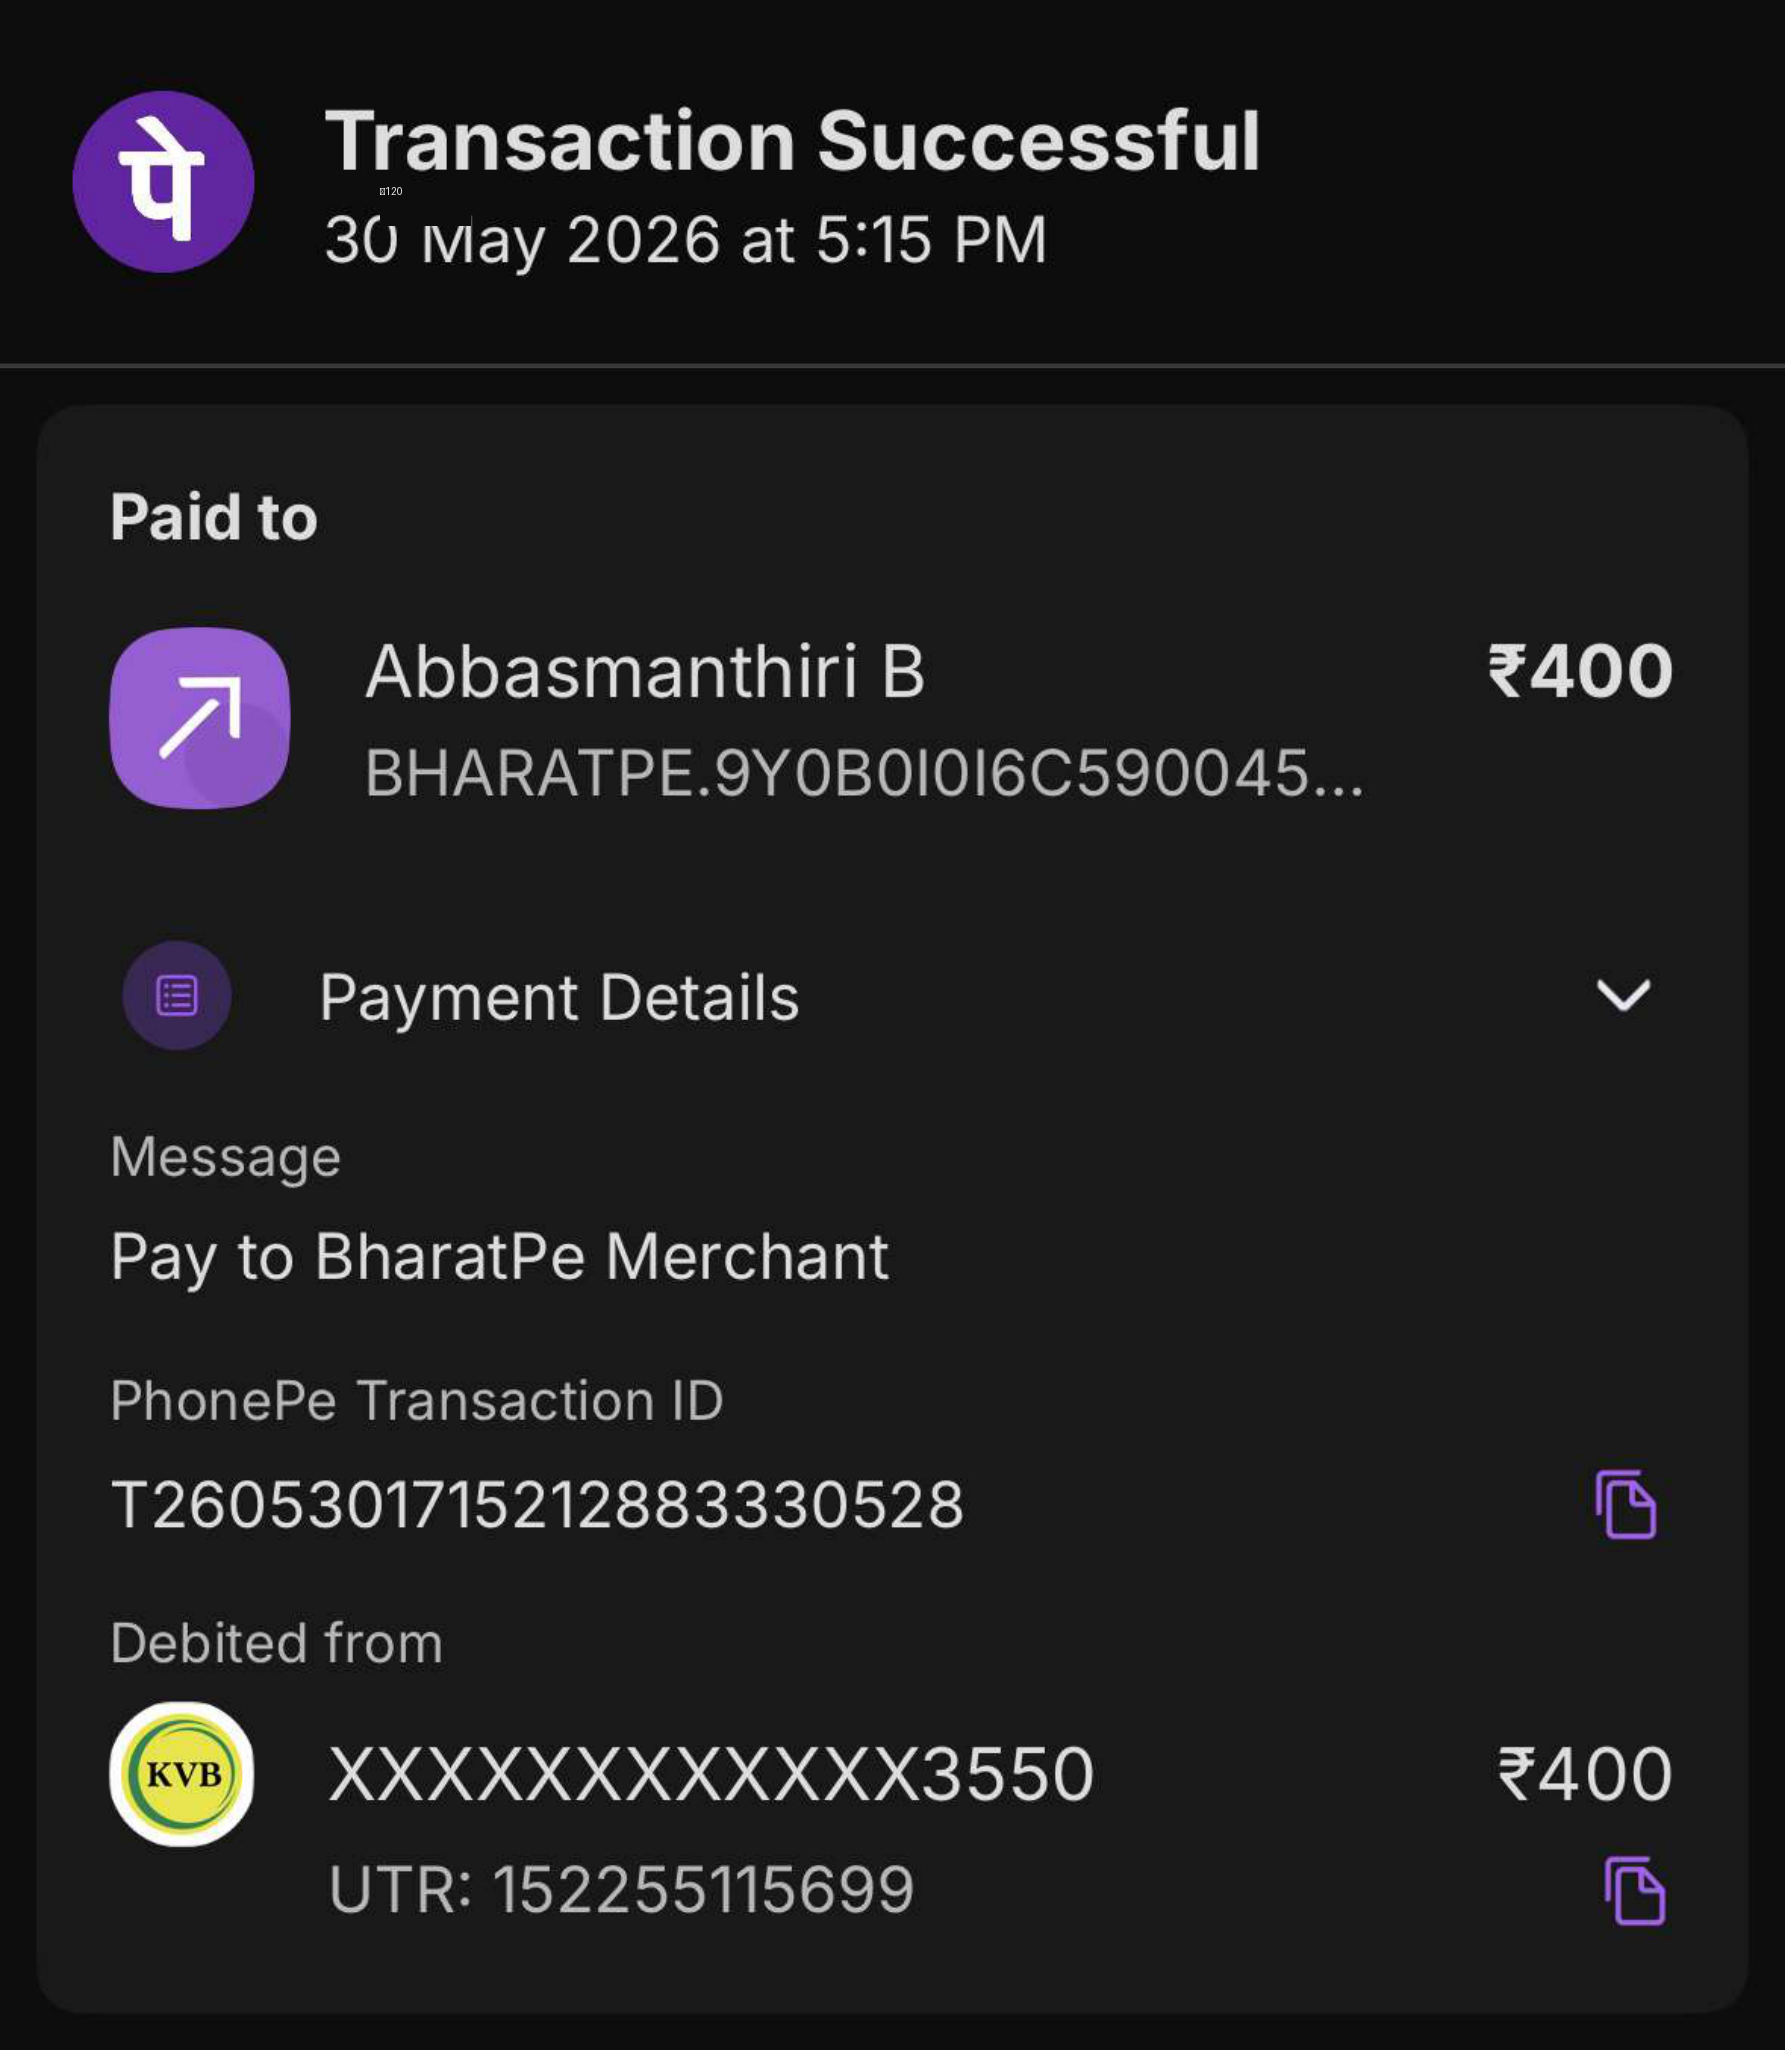 पे
Transaction Successful
120
30 May 2026 at 5:15 PM
Paid to
Abbasmanthiri B
₹400
BHARATPE.9Y0B0I0I6C590045...
Payment Details
Message
Pay to BharatPe Merchant
PhonePe Transaction ID
T2605301715212883330528
Debited from
KVB
XXXXXXXXXXXX3550
₹400
UTR: 152255115699